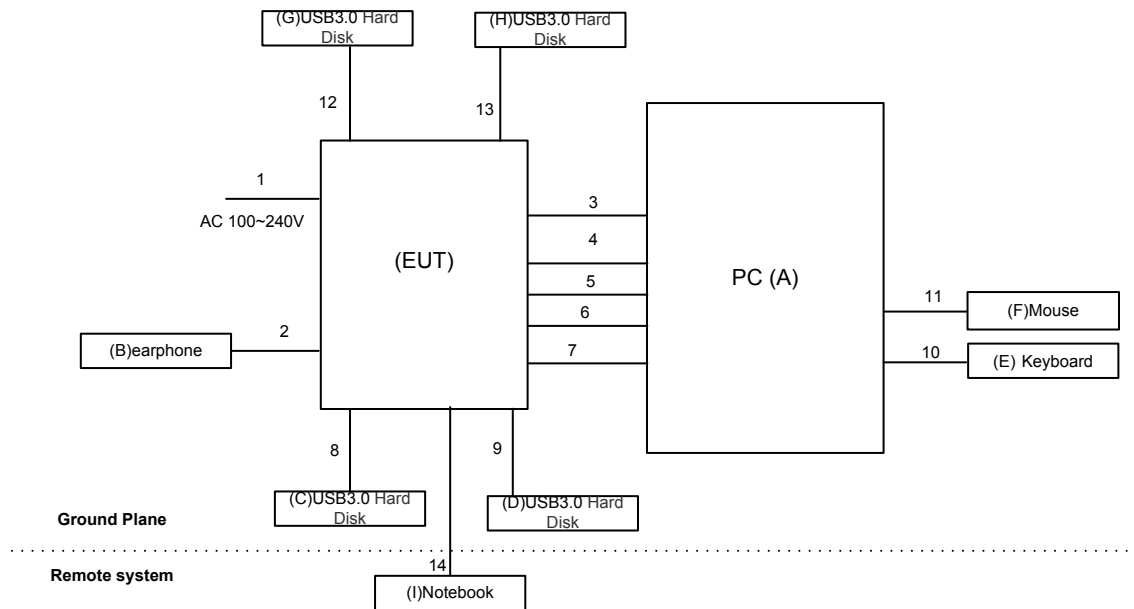 (G)USB3.0 Hard
Disk
(H)USB3.0 Hard
Disk
12
13
1
AC 100~240V
3
4
(EUT)
5
PC (A)
6
7
11
(F)Mouse
2
(B)earphone
10
(E) Keyboard
8
9
(C)USB3.0 Hard
Disk
(D)USB3.0 Hard
Disk
Ground Plane
Remote system
14
(I)Notebook